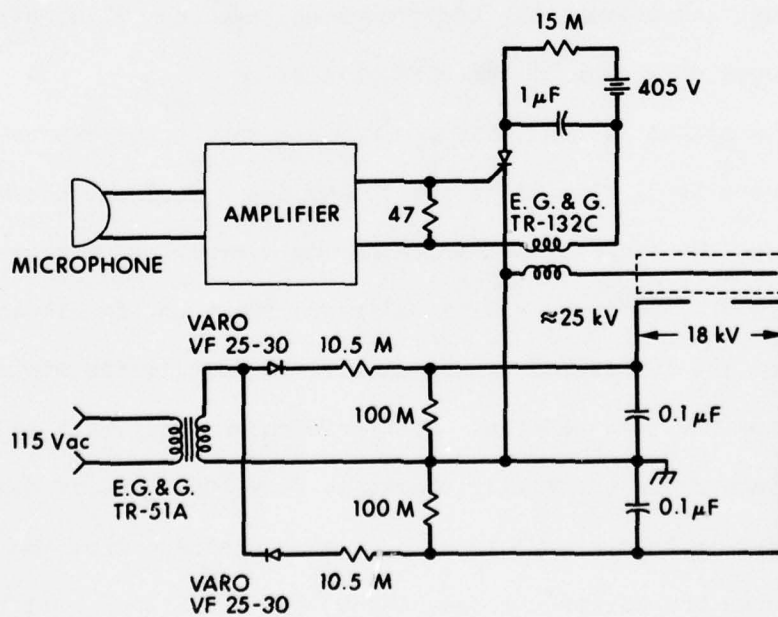 15 M
405 V
1 μF
E. G. & G.
TR-132C
AMPLIFIER
47
MICROPHONE
≈25 kV
18 kV
VARO
VF 25-30
10.5 M
100 M
0.1 μF
115 Vac
E.G.&G.
TR-51A
100 M
0.1 μF
10.5 M
VARO
VF 25-30